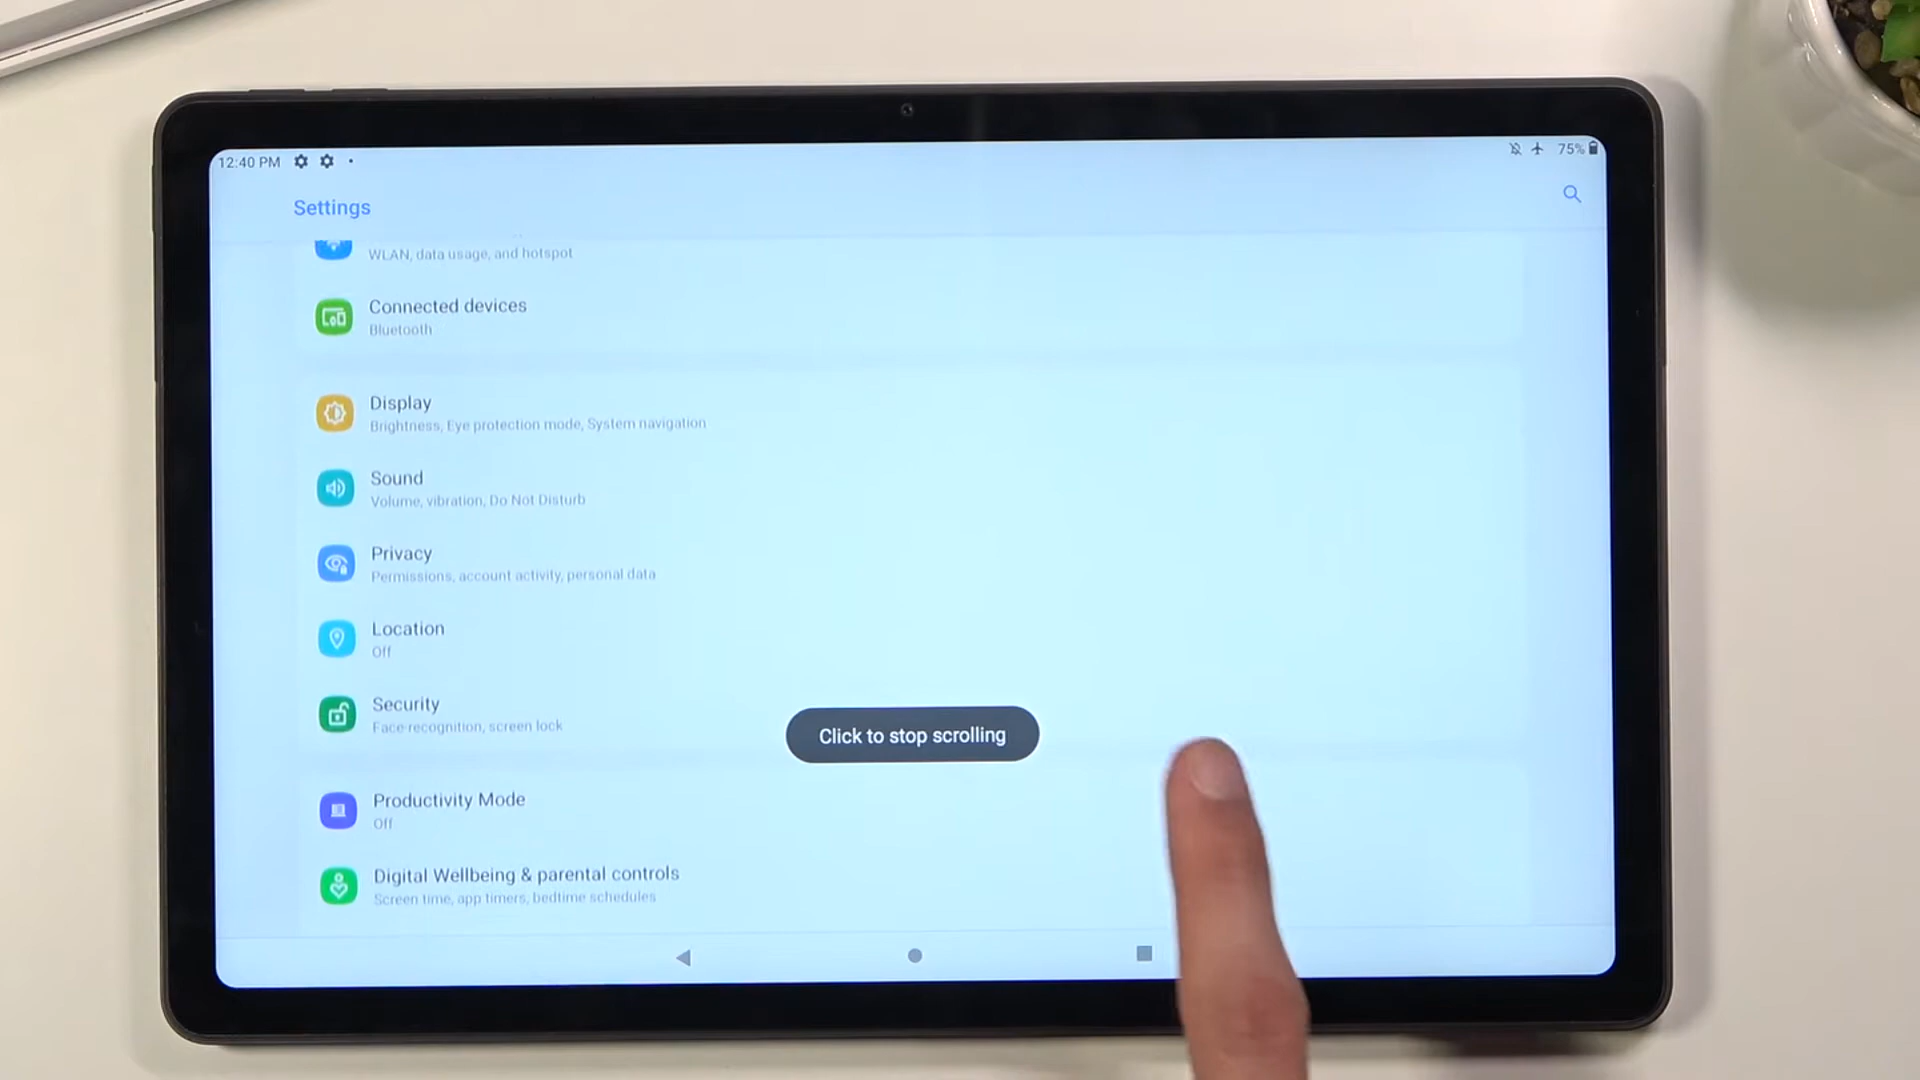 12:40 PM
75%
Settings
WLAN, data usage, and hotspot
Connected devices
Bluetooth
Display
Brightness, Eye protection mode, System navigation
Sound
Volume, vibration, Do Not Disturb
Privacy
Permissions, account activity, personal data
Location
Off
Security
Face recognition, screen lock
Click to stop scrolling
Productivity Mode
Off
Digital Wellbeing & parental controls
Screen time, app timers, bedtime schedules